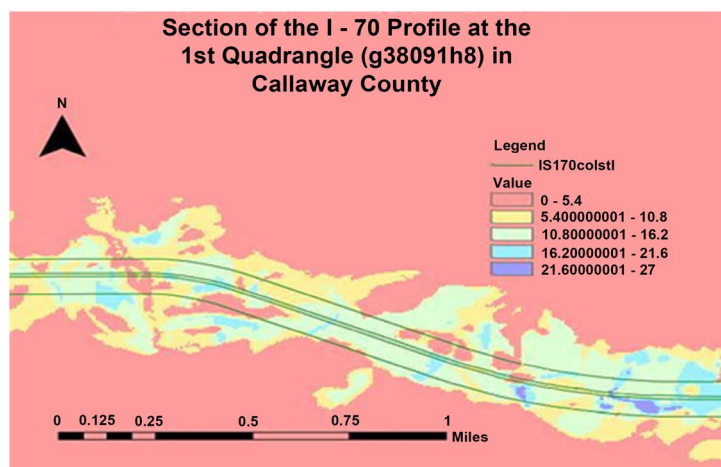 Section of the I - 70 Profile at the
1st Quadrangle (g38091h8) in
Callaway County
N
Legend
IS170colstl
Value
0 - 5.4
5.400000001 - 10.8
10.80000001 - 16.2
16.20000001 - 21.6
21.60000001 - 27
0 0.125 0.25 0.5 0.75 1
Miles